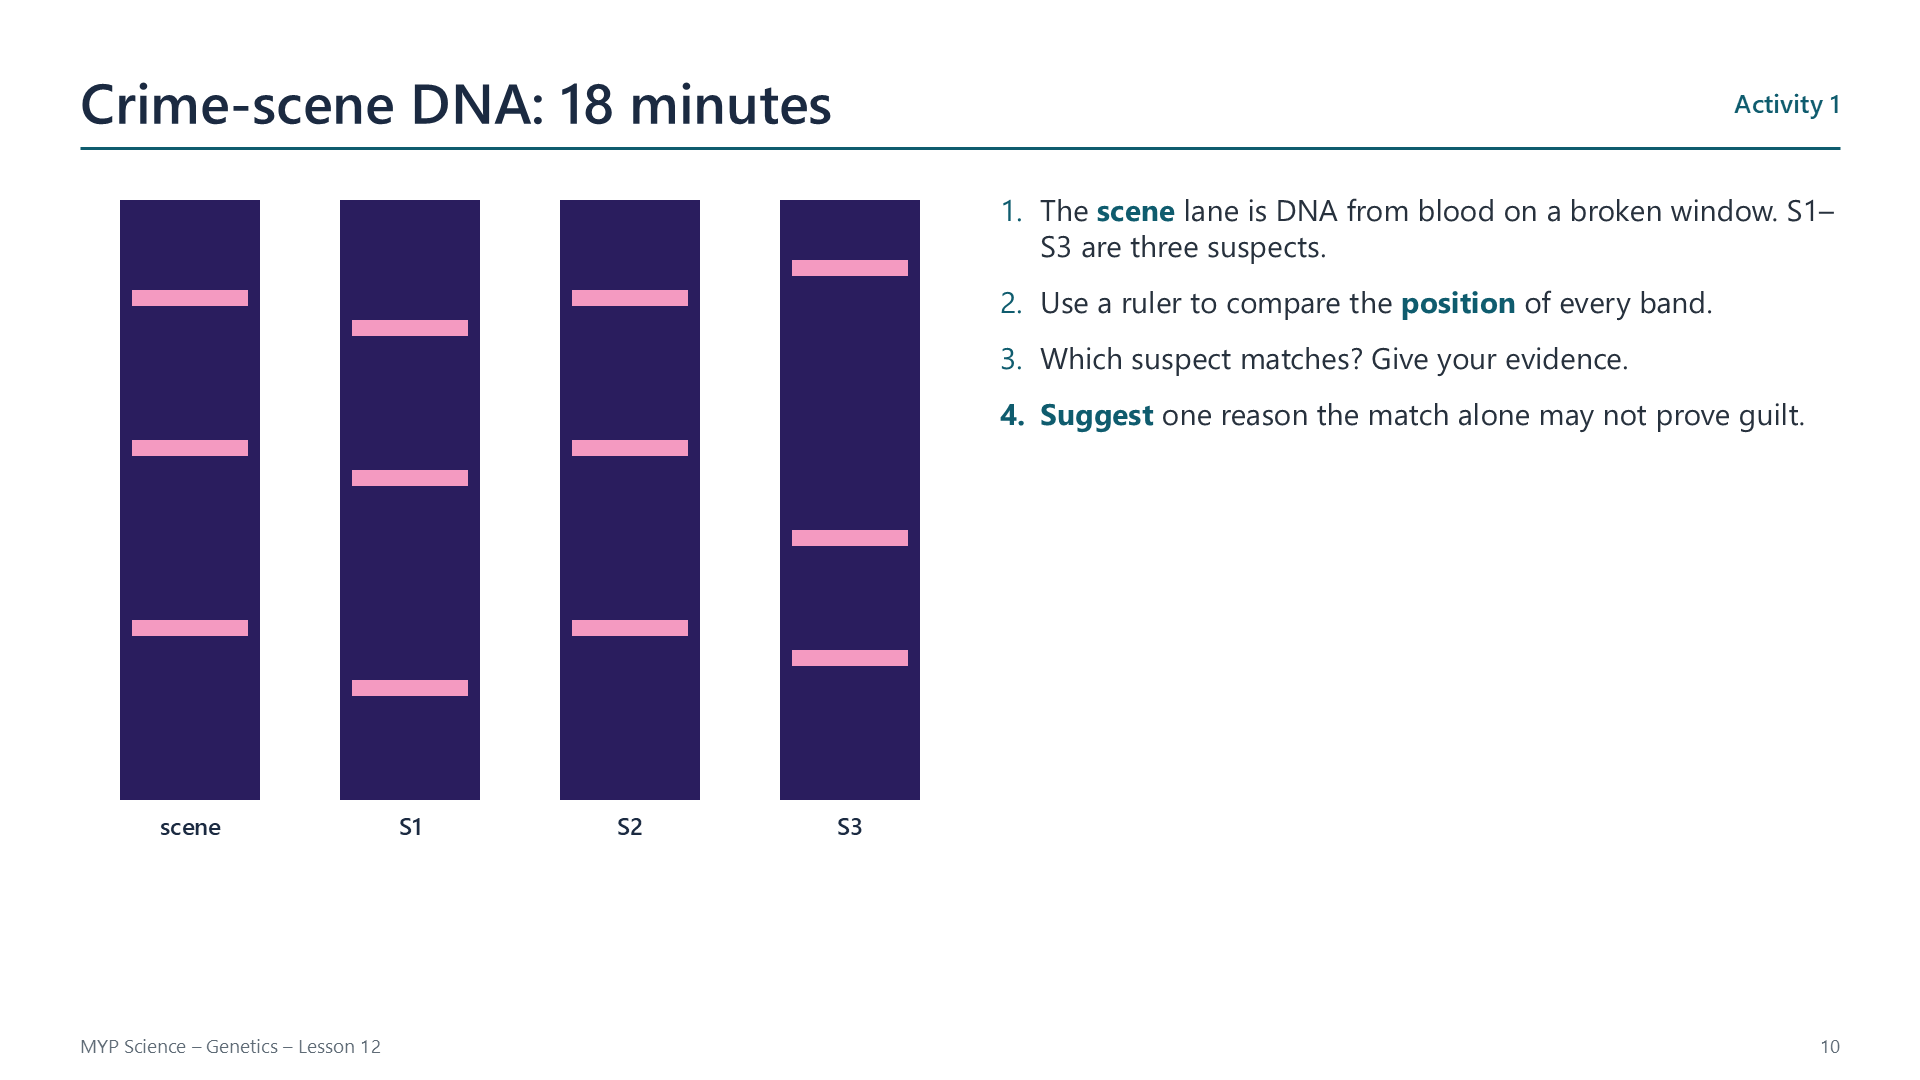 Crime-scene DNA: 18 minutes
Activity 1
1. The scene lane is DNA from blood on a broken window. S1–
S3 are three suspects.
2. Use a ruler to compare the position of every band.
3. Which suspect matches? Give your evidence.
4. Suggest one reason the match alone may not prove guilt.
scene
S1
S2
S3
MYP Science – Genetics – Lesson 12
10